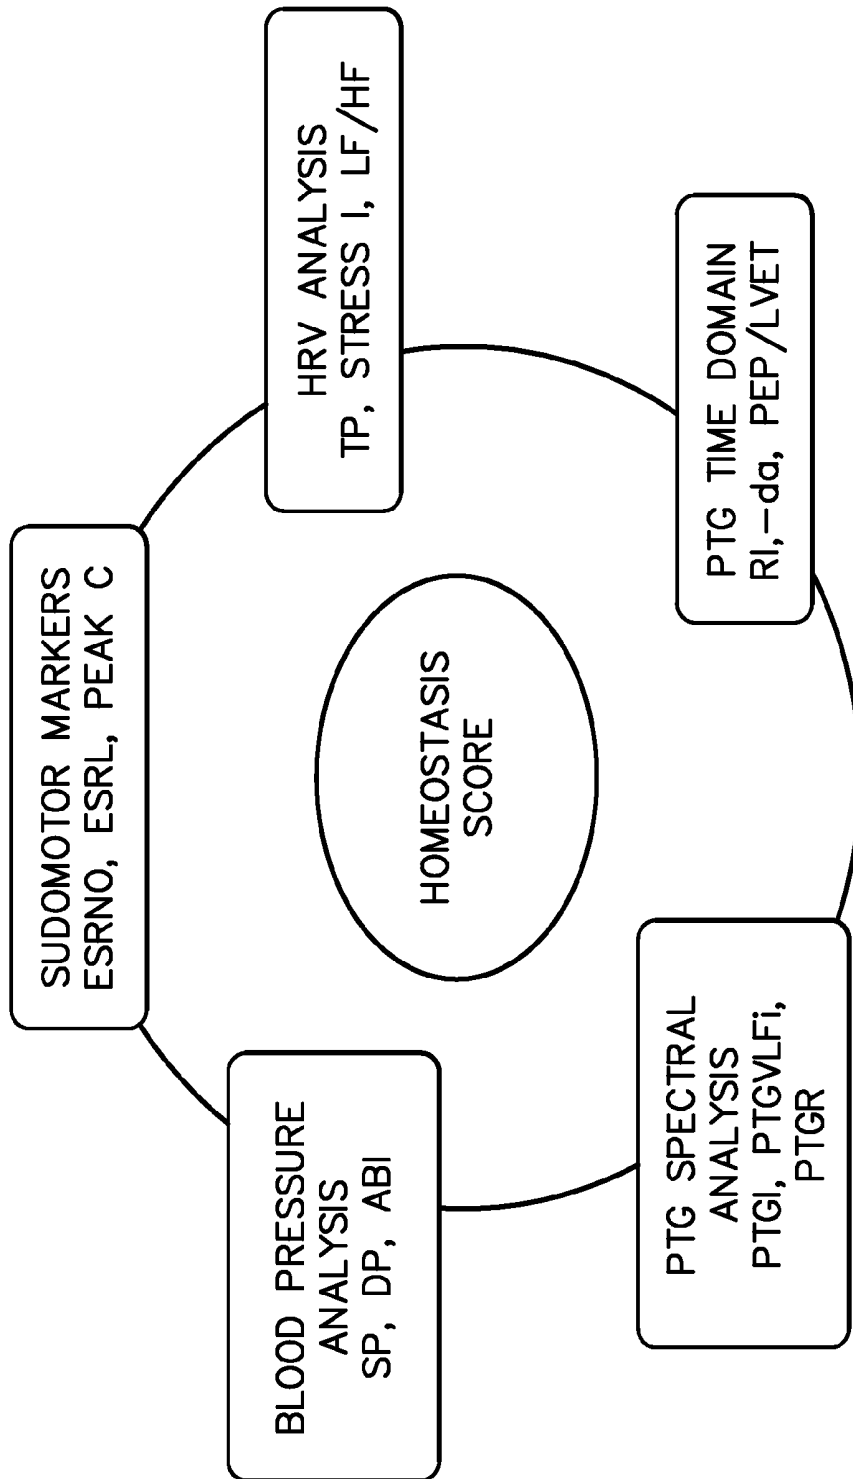 SUDOMOTOR MARKERS
ESRNO, ESRL, PEAK C
HRV ANALYSIS
TP, STRESS I, LF/HF
PTG TIME DOMAIN
RI,-da, PEP/LVET
PTG SPECTRAL
ANALYSIS
PTGI, PTGVLFi,
PTGR
BLOOD PRESSURE
ANALYSIS
SP, DP, ABI
HOMEOSTASIS
SCORE